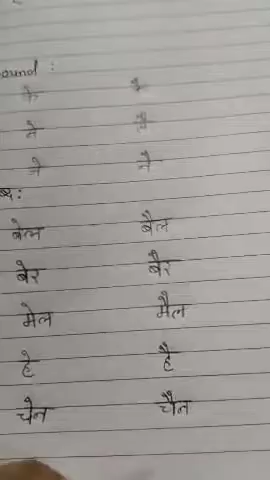 ound :
के कै
मे मै
ने नै
ब्द :
बेल बैल
बेर बैर
मेल मैल
हे है
चेन चैन